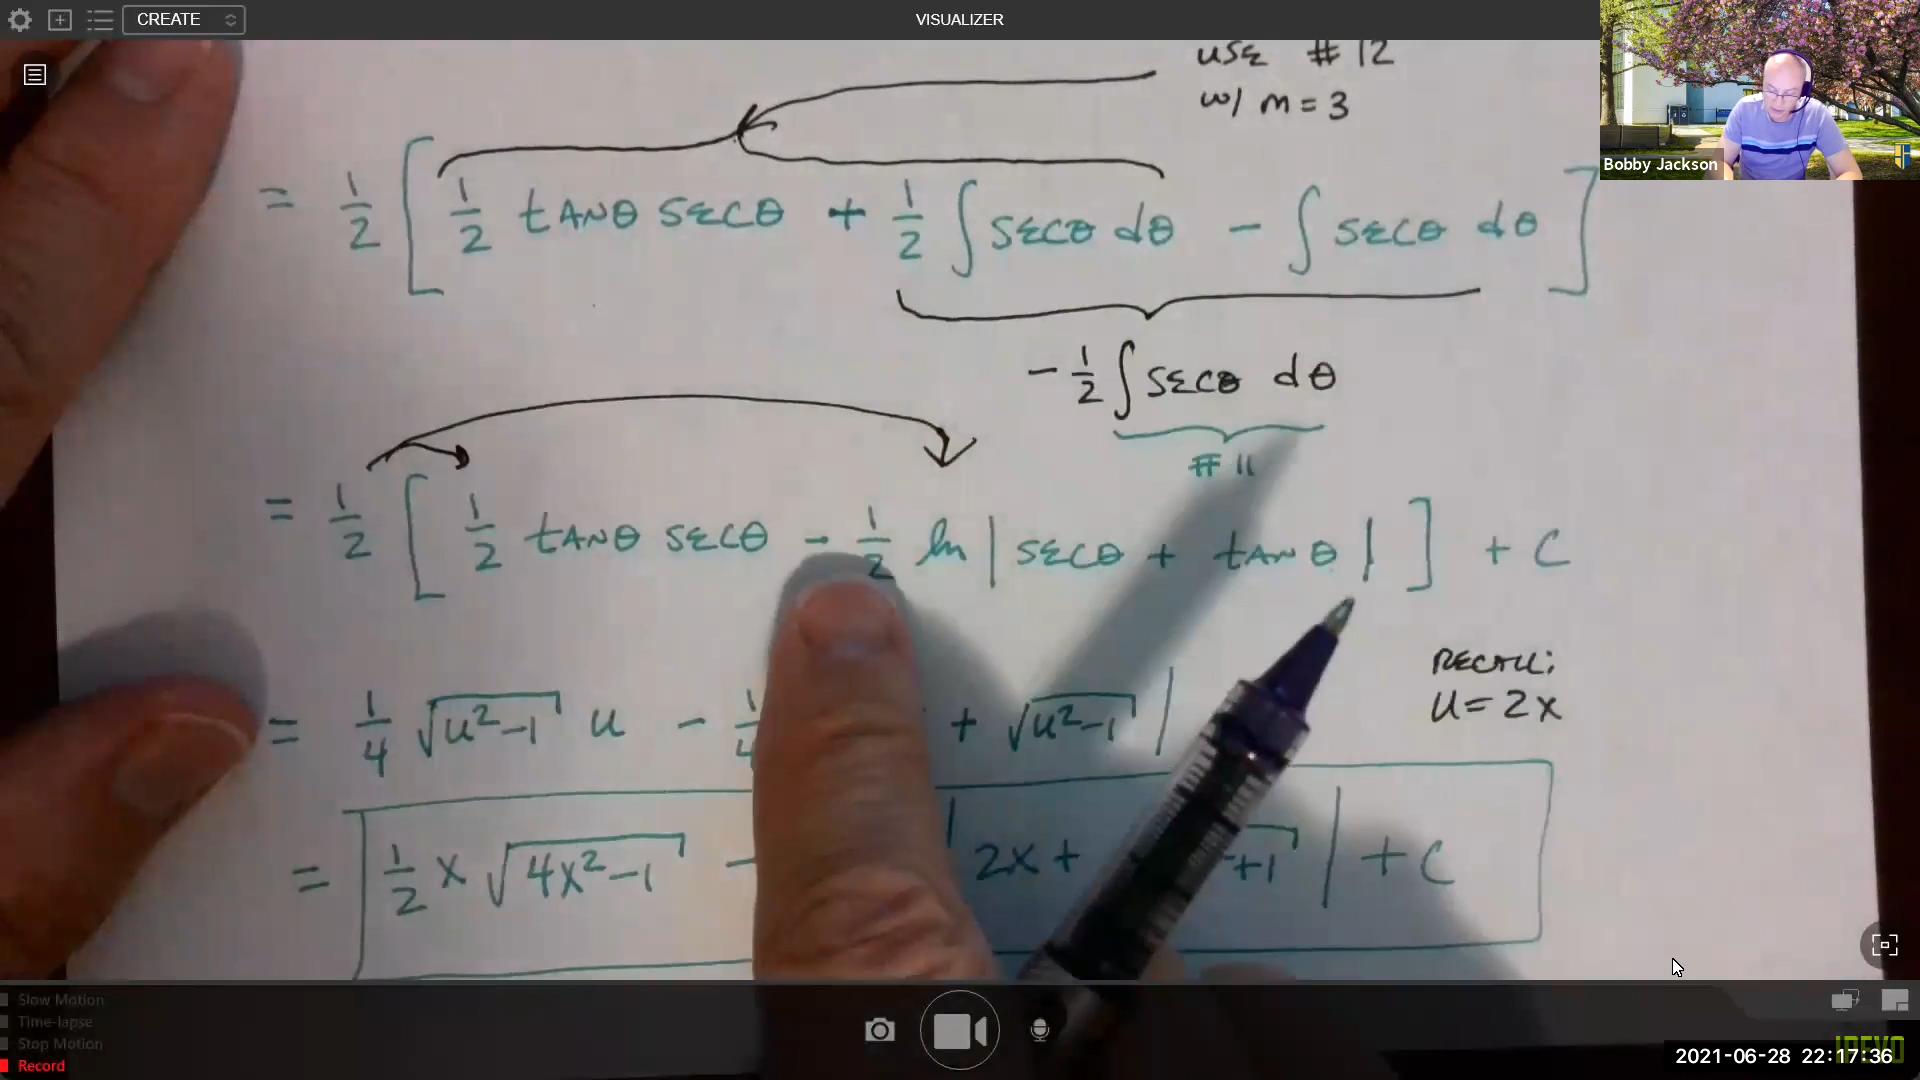 CREATE
VISUALIZER
USE # 12
w/ m = 3
Bobby Jackson
= 1/2 [ 1/2 tANθ SECθ + 1/2 ∫ SECθ dθ - ∫ SECθ dθ ]
- 1/2 ∫ SECθ dθ
# 11
= 1/2 [ 1/2 tANθ SECθ - 1/2 ln | SECθ + tANθ | ] + C
RECALL:
U = 2x
= 1/4 √(u²-1) u - 1/4 + √(u²-1) |
= 1/2 x √(4x²-1) - | 2x + +1 | + C
Slow Motion
Time-lapse
Stop Motion
Record
2021-06-28 22:17:36